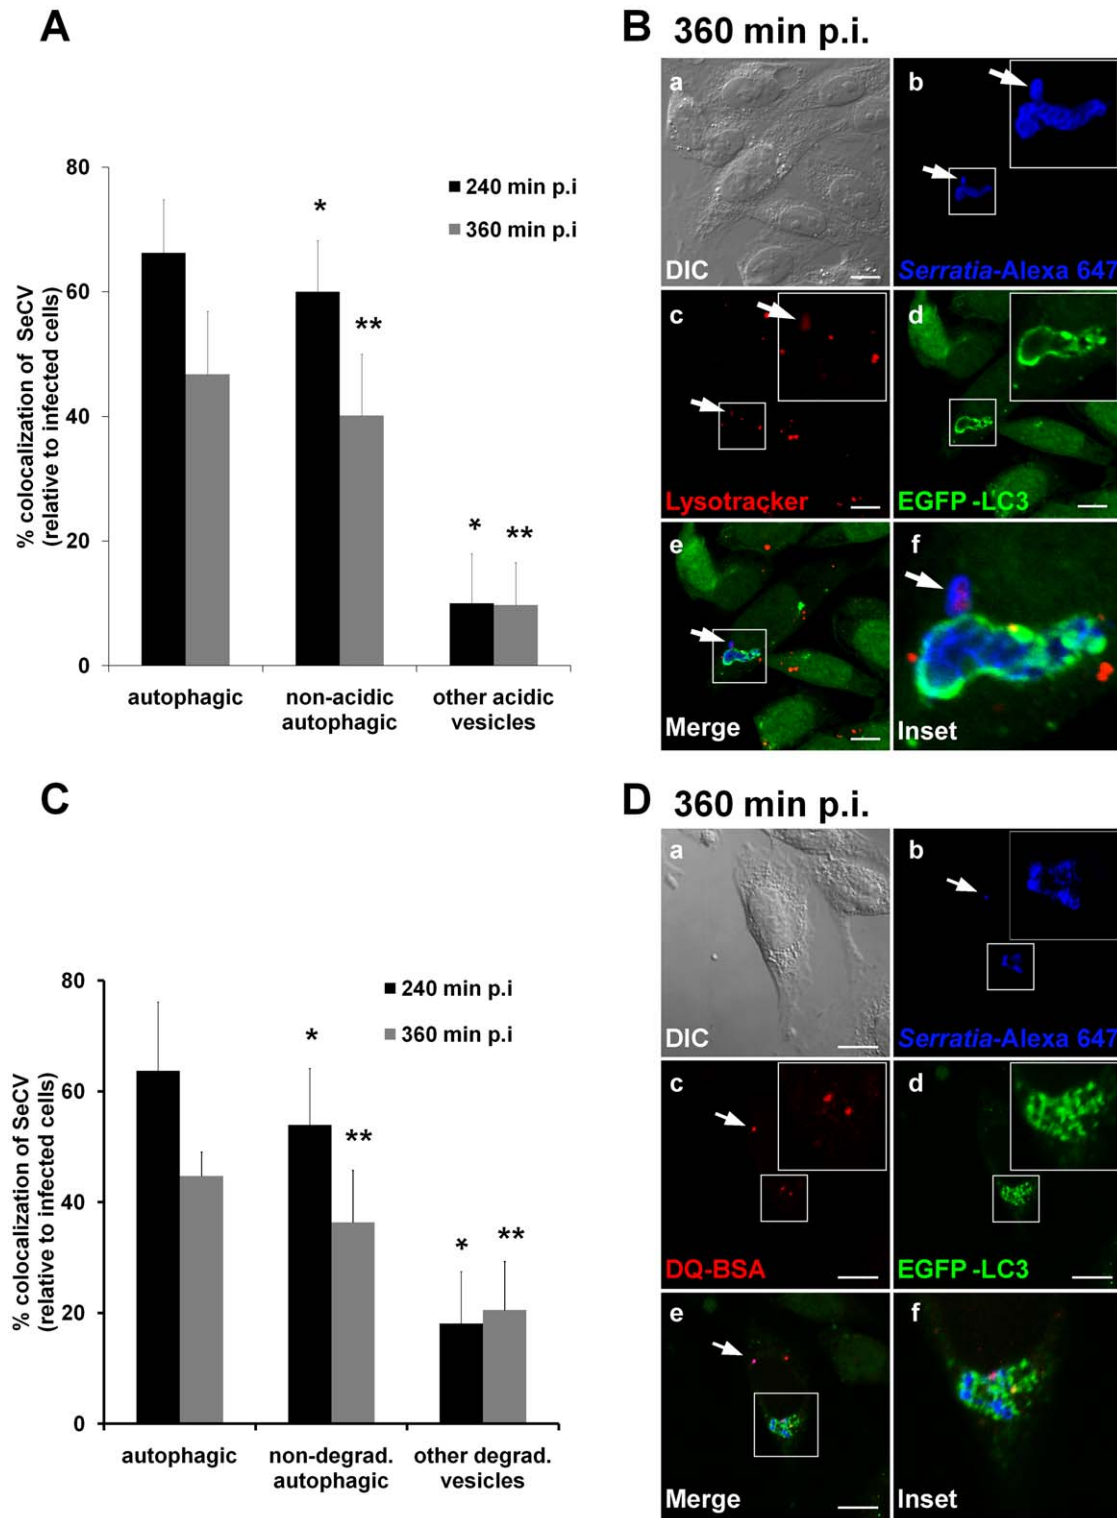 A
80
60
40
20
0
% colocalization of SeCV
(relative to infected cells)
240 min p.i
360 min p.i
*
**
*
**
autophagic
non-acidic
autophagic
other acidic
vesicles
B 360 min p.i.
a
DIC
b
Serratia-Alexa 647
c
Lysotracker
d
EGFP -LC3
e
Merge
f
Inset
C
80
60
40
20
0
% colocalization of SeCV
(relative to infected cells)
240 min p.i
360 min p.i
*
**
*
**
autophagic
non-degrad.
autophagic
other degrad.
vesicles
D 360 min p.i.
a
DIC
b
Serratia-Alexa 647
c
DQ-BSA
d
EGFP -LC3
e
Merge
f
Inset